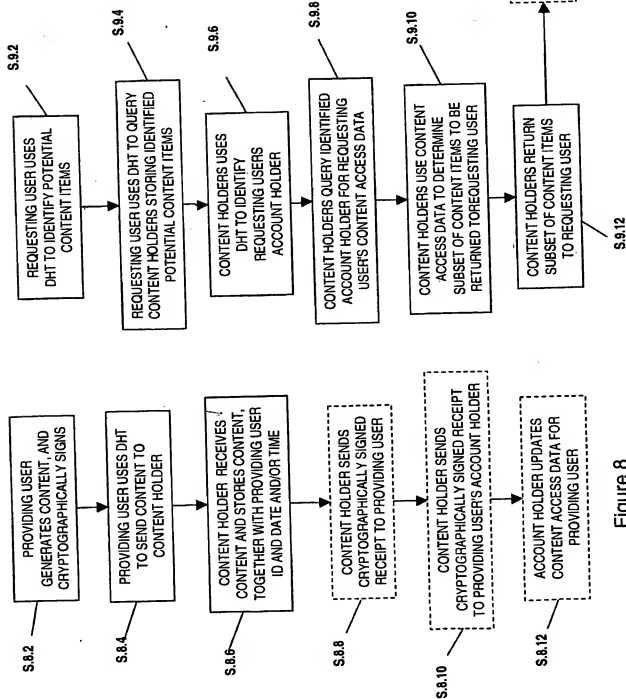 S.8.2
PROVIDING USER
GENERATES CONTENT, AND
CRYPTOGRAPHICALLY SIGNS
S.8.4
PROVIDING USER USES DHT
TO SEND CONTENT TO
CONTENT HOLDER
S.8.6
CONTENT HOLDER RECEIVES
CONTENT AND STORES CONTENT,
TOGETHER WITH PROVIDING USER
ID AND DATE AND/OR TIME
S.8.8
CONTENT HOLDER SENDS
CRYPTOGRAPHICALLY SIGNED
RECEIPT TO PROVIDING USER
S.8.10
CONTENT HOLDER SENDS
CRYPTOGRAPHICALLY SIGNED RECEIPT
TO PROVIDING USER'S ACCOUNT HOLDER
S.8.12
ACCOUNT HOLDER UPDATES
CONTENT ACCESS DATA FOR
PROVIDING USER
Figure 8
S.9.2
REQUESTING USER USES
DHT TO IDENTIFY POTENTIAL
CONTENT ITEMS
S.9.4
REQUESTING USER USES DHT TO QUERY
CONTENT HOLDERS STORING IDENTIFIED
POTENTIAL CONTENT ITEMS
S.9.6
CONTENT HOLDERS USES
DHT TO IDENTIFY
REQUESTING USERS
ACCOUNT HOLDER
S.9.8
CONTENT HOLDERS QUERY IDENTIFIED
ACCOUNT HOLDER FOR REQUESTING
USER'S CONTENT ACCESS DATA
S.9.10
CONTENT HOLDERS USE CONTENT
ACCESS DATA TO DETERMINE
SUBSET OF CONTENT ITEMS TO BE
RETURNED TOREQUESTING USER
CONTENT HOLDERS RETURN
SUBSET OF CONTENT ITEMS
TO REQUESTING USER
S.9.12